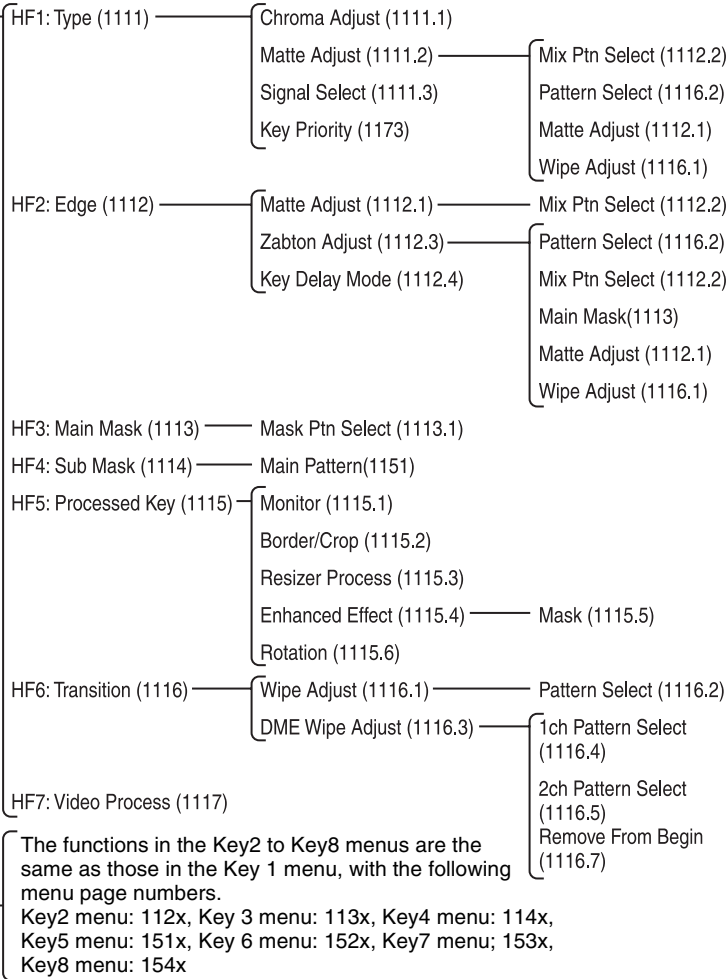 HF1: Type (1111)
Chroma Adjust (1111.1)
Matte Adjust (1111.2)
Mix Ptn Select (1112.2)
Signal Select (1111.3)
Pattern Select (1116.2)
Key Priority (1173)
Matte Adjust (1112.1)
Wipe Adjust (1116.1)
HF2: Edge (1112)
Matte Adjust (1112.1)
Mix Ptn Select (1112.2)
Zabton Adjust (1112.3)
Pattern Select (1116.2)
Key Delay Mode (1112.4)
Mix Ptn Select (1112.2)
Main Mask(1113)
Matte Adjust (1112.1)
Wipe Adjust (1116.1)
HF3: Main Mask (1113)
Mask Ptn Select (1113.1)
HF4: Sub Mask (1114)
Main Pattern(1151)
HF5: Processed Key (1115)
Monitor (1115.1)
Border/Crop (1115.2)
Resizer Process (1115.3)
Enhanced Effect (1115.4)
Mask (1115.5)
Rotation (1115.6)
HF6: Transition (1116)
Wipe Adjust (1116.1)
Pattern Select (1116.2)
DME Wipe Adjust (1116.3)
1ch Pattern Select
(1116.4)
2ch Pattern Select
(1116.5)
Remove From Begin
(1116.7)
HF7: Video Process (1117)
The functions in the Key2 to Key8 menus are the
same as those in the Key 1 menu, with the following
menu page numbers.
Key2 menu: 112x, Key 3 menu: 113x, Key4 menu: 114x,
Key5 menu: 151x, Key 6 menu: 152x, Key7 menu; 153x,
Key8 menu: 154x